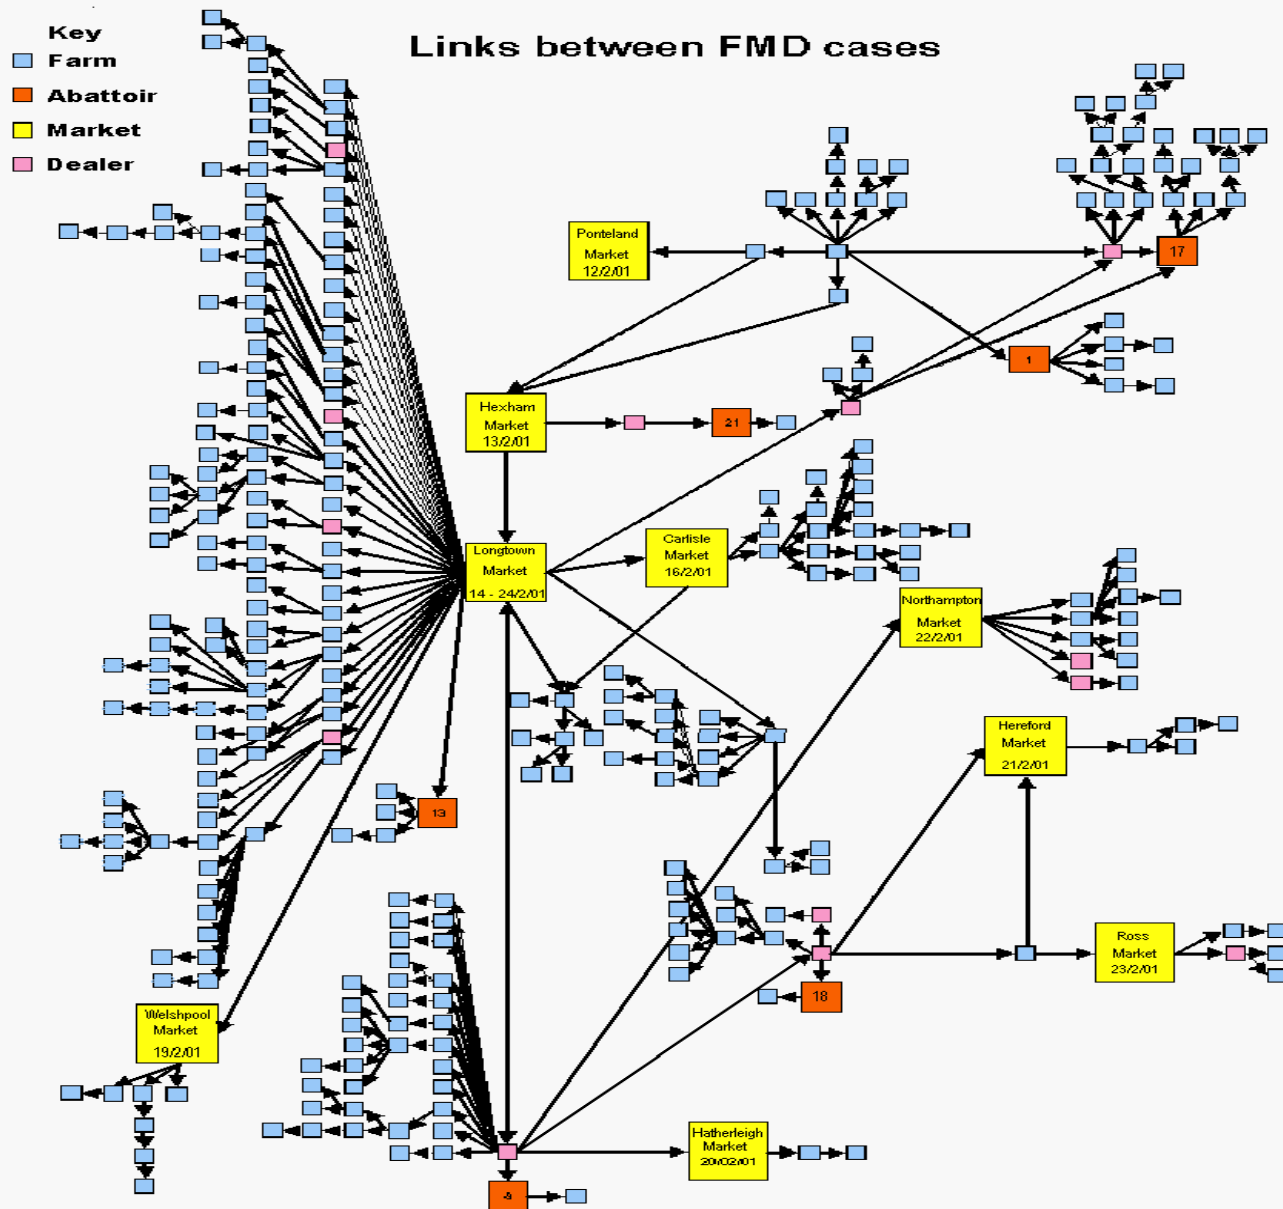 Links between FMD cases
Key
Farm
Abattoir
Market
Dealer
Ponteland
Market
12/2/01
17
1
Hexham
Market
13/2/01
21
Longtown
Market
14 - 24/2/01
Carlisle
Market
16/2/01
Northampton
Market
22/2/01
Hereford
Market
21/2/01
13
Ross
Market
23/2/01
18
Welshpool
Market
19/2/01
Hatherleigh
Market
20/02/01